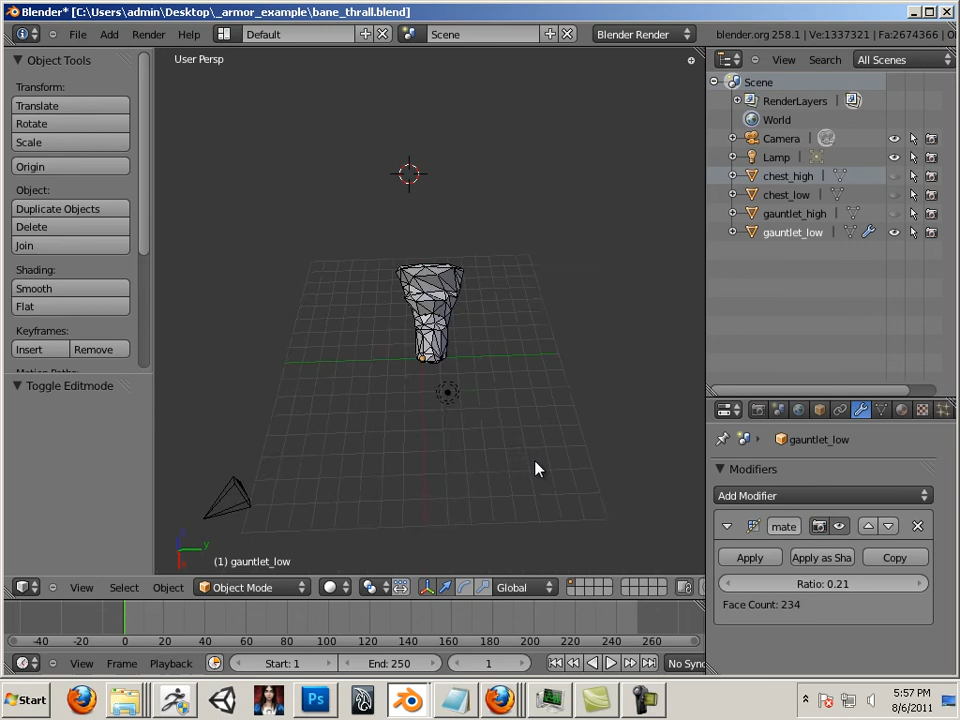 Blender* [C:\Users\admin\Desktop\_armor_example\bane_thrall.blend]
File Add Render Help Default Scene Blender Render blender.org 258.1 | Ve:1337321 | Fa:2674366 | O
Object Tools
Transform:
Translate
Rotate
Scale
Origin
Object:
Duplicate Objects
Delete
Join
Shading:
Smooth
Flat
Keyframes:
Insert Remove
Toggle Editmode
User Persp
(1) gauntlet_low
View Select Object Object Mode Global
-40 -20 0 20 40 60 80 100 120 140 160 180 200 220 240 260
View Frame Playback Start: 1 End: 250 1 No Sync
View Search All Scenes
Scene
RenderLayers
World
Camera
Lamp
chest_high
chest_low
gauntlet_high
gauntlet_low
gauntlet_low
Modifiers
Add Modifier
mate
Apply Apply as Sha Copy
Ratio: 0.21
Face Count: 234
Start
5:57 PM
8/6/2011